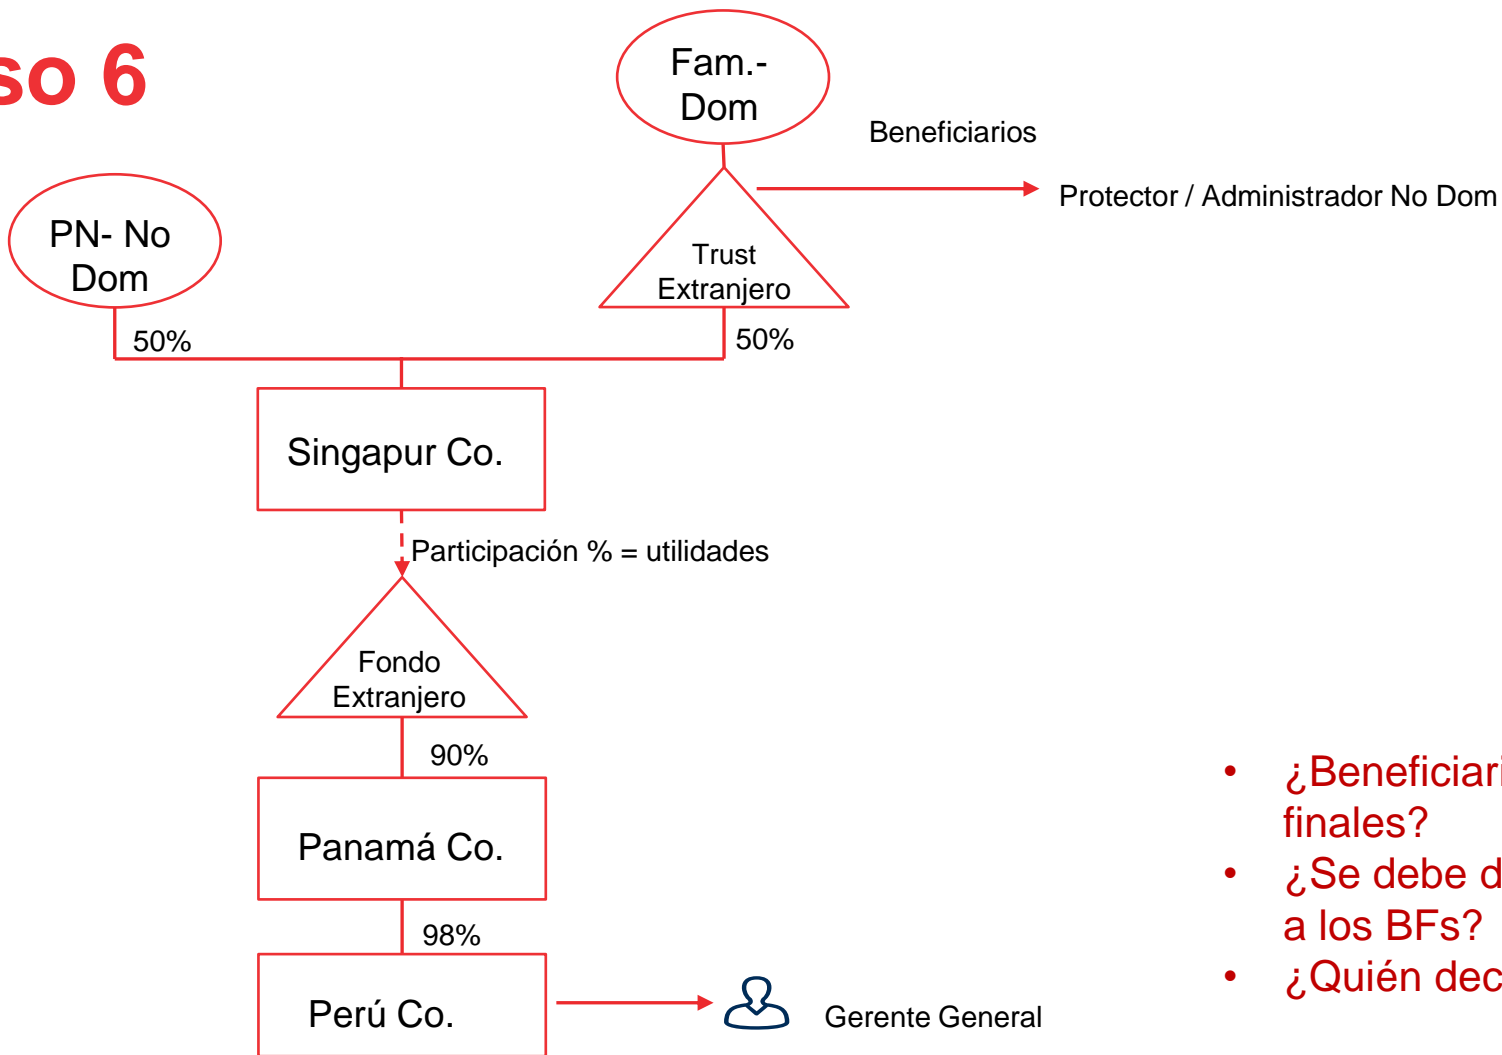 so 6
Fam.-
Dom
Beneficiarios
Protector / Administrador No Dom
PN- No
Dom
Trust
Extranjero
50%
50%
Singapur Co.
Participación % = utilidades
Fondo
Extranjero
90%
Panamá Co.
98%
Perú Co.
Gerente General
• ¿Beneficiari
finales?
• ¿Se debe d
a los BFs?
• ¿Quién dec